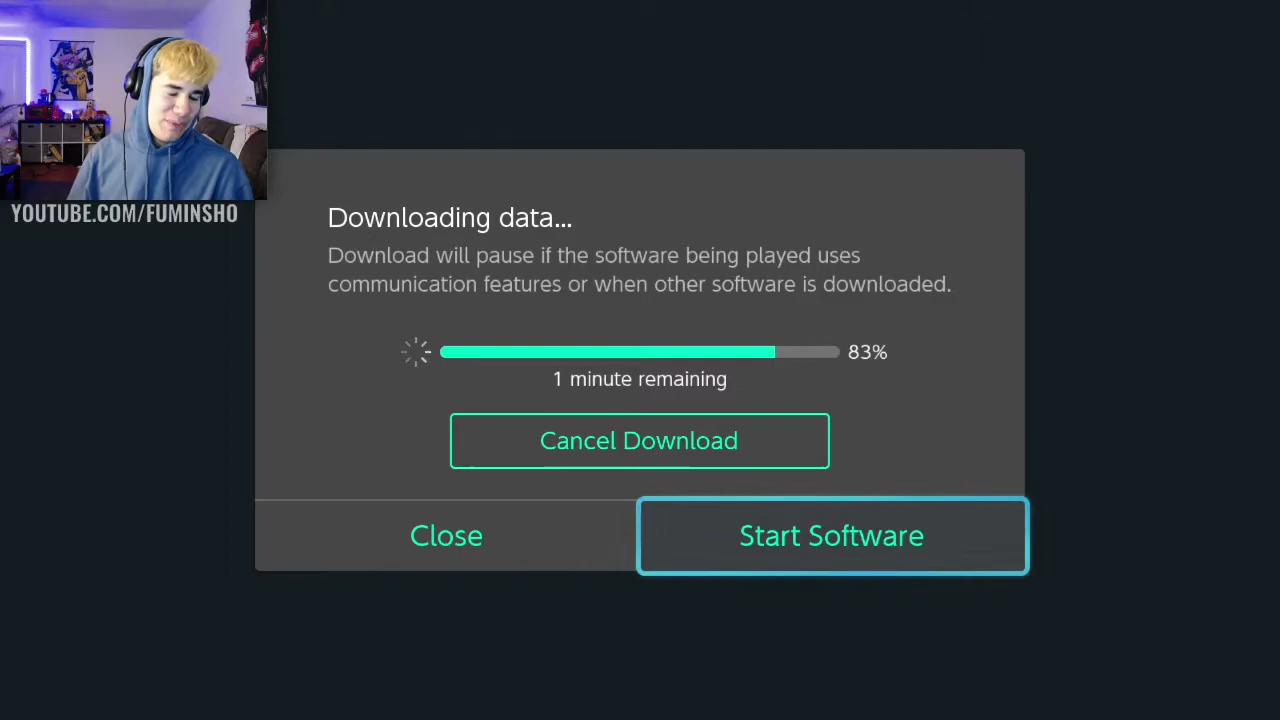 YOUTUBE.COM/FUMINSHO
Downloading data...
Download will pause if the software being played uses
communication features or when other software is downloaded.
83%
1 minute remaining
Cancel Download
Close
Start Software